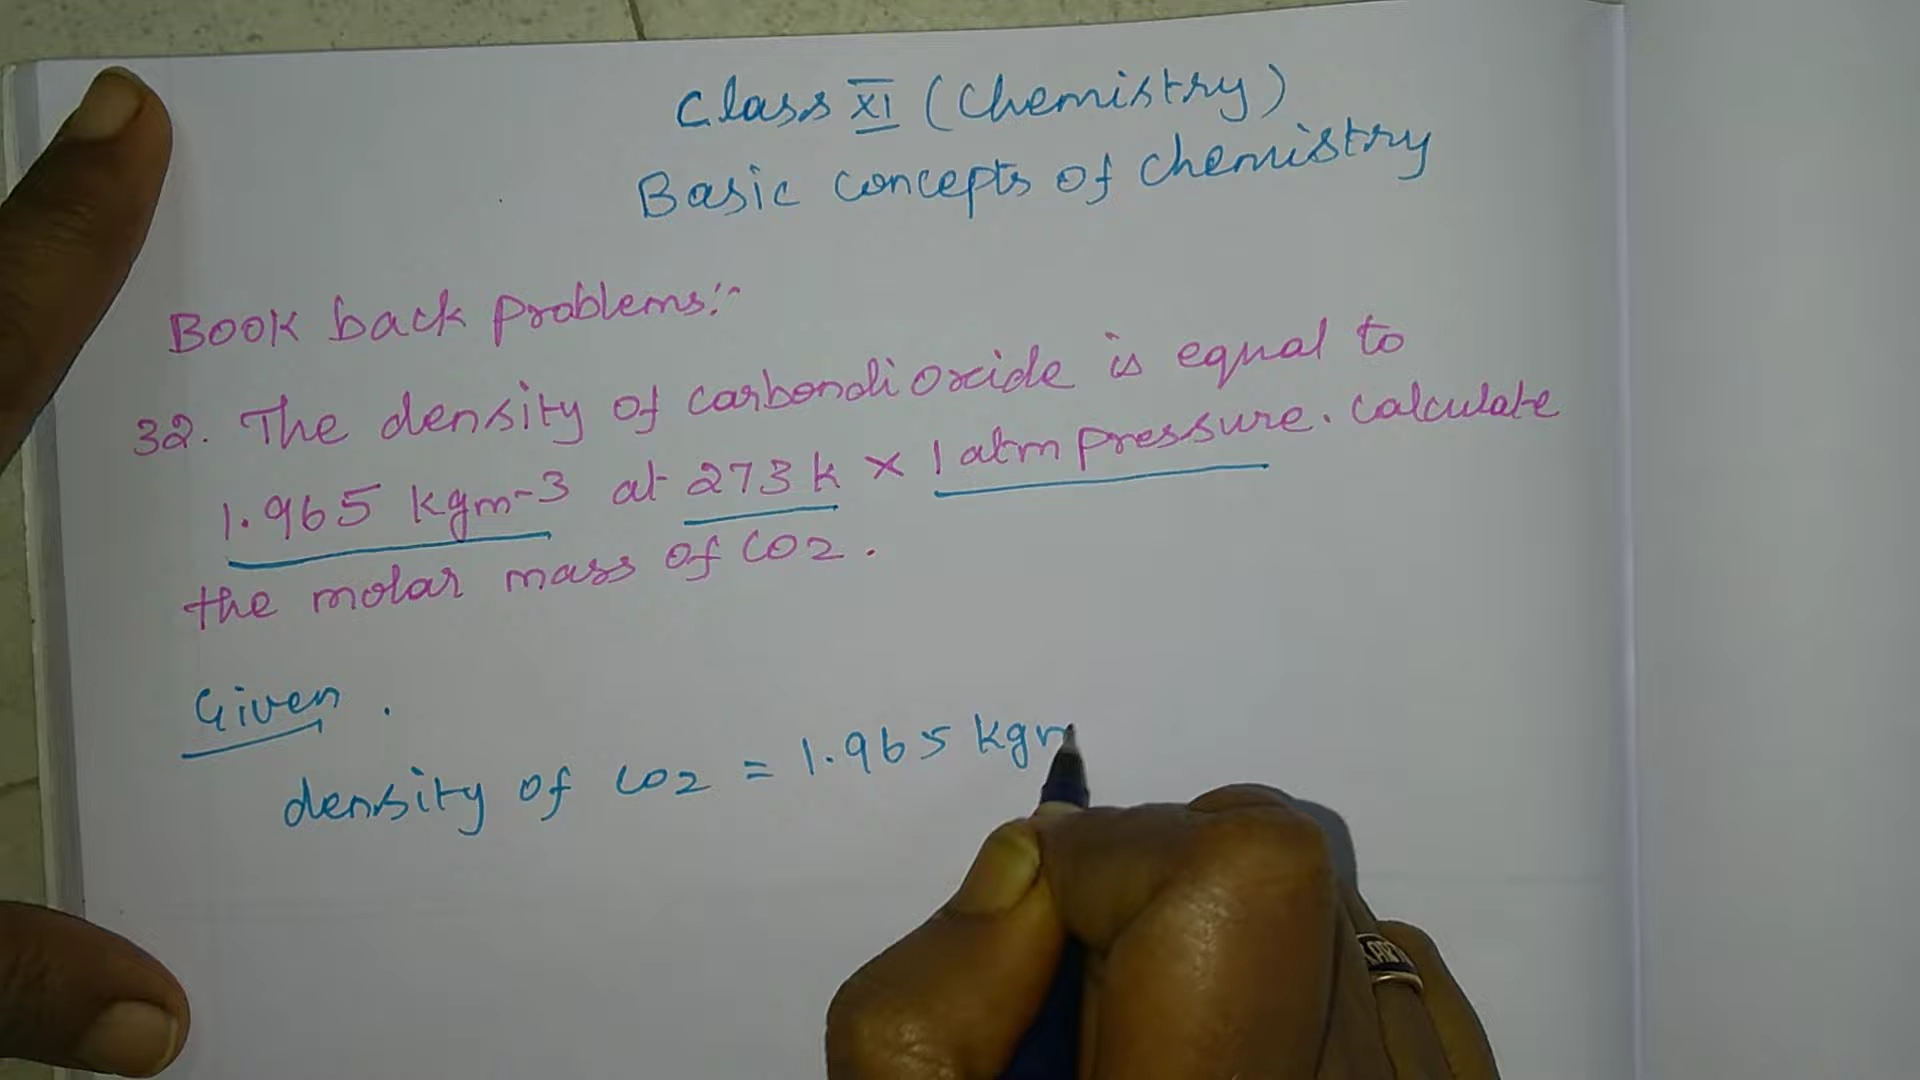 Class XI (Chemistry)
Basic concepts of chemistry
Book back problems:-
32. The density of carbondioxide is equal to
1.965 kgm-3 at 273k × 1 atm pressure. calculate
the molar mass of CO2.
Given.
density of CO2 = 1.965 kgm